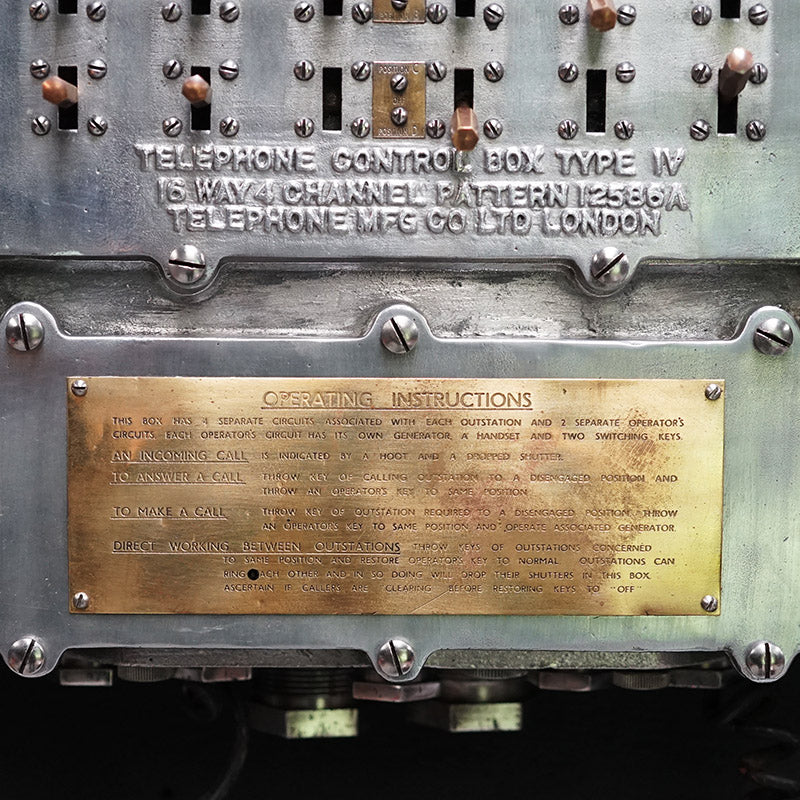 POSITION B
POSITION C
OFF
POSITION D
TELEPHONE CONTROL BOX TYPE IV
16 WAY 4 CHANNEL PATTERN 12586A
TELEPHONE MFG CO LTD LONDON
OPERATING INSTRUCTIONS
THIS BOX HAS 4 SEPARATE CIRCUITS ASSOCIATED WITH EACH OUTSTATION AND 2 SEPARATE OPERATOR'S
CIRCUITS. EACH OPERATOR'S CIRCUIT HAS ITS OWN GENERATOR, A HANDSET AND TWO SWITCHING KEYS.
AN INCOMING CALL IS INDICATED BY A HOOT AND A DROPPED SHUTTER.
TO ANSWER A CALL THROW KEY OF CALLING OUTSTATION TO A DISENGAGED POSITION AND
THROW AN OPERATOR'S KEY TO SAME POSITION
TO MAKE A CALL THROW KEY OF OUTSTATION REQUIRED TO A DISENGAGED POSITION. THROW
AN OPERATOR'S KEY TO SAME POSITION AND OPERATE ASSOCIATED GENERATOR.
DIRECT WORKING BETWEEN OUTSTATIONS THROW KEYS OF OUTSTATIONS CONCERNED
TO SAME POSITION AND RESTORE OPERATOR'S KEY TO NORMAL. OUTSTATIONS CAN
RING EACH OTHER AND IN SO DOING WILL DROP THEIR SHUTTERS IN THIS BOX.
ASCERTAIN IF CALLERS ARE CLEARING BEFORE RESTORING KEYS TO "OFF"